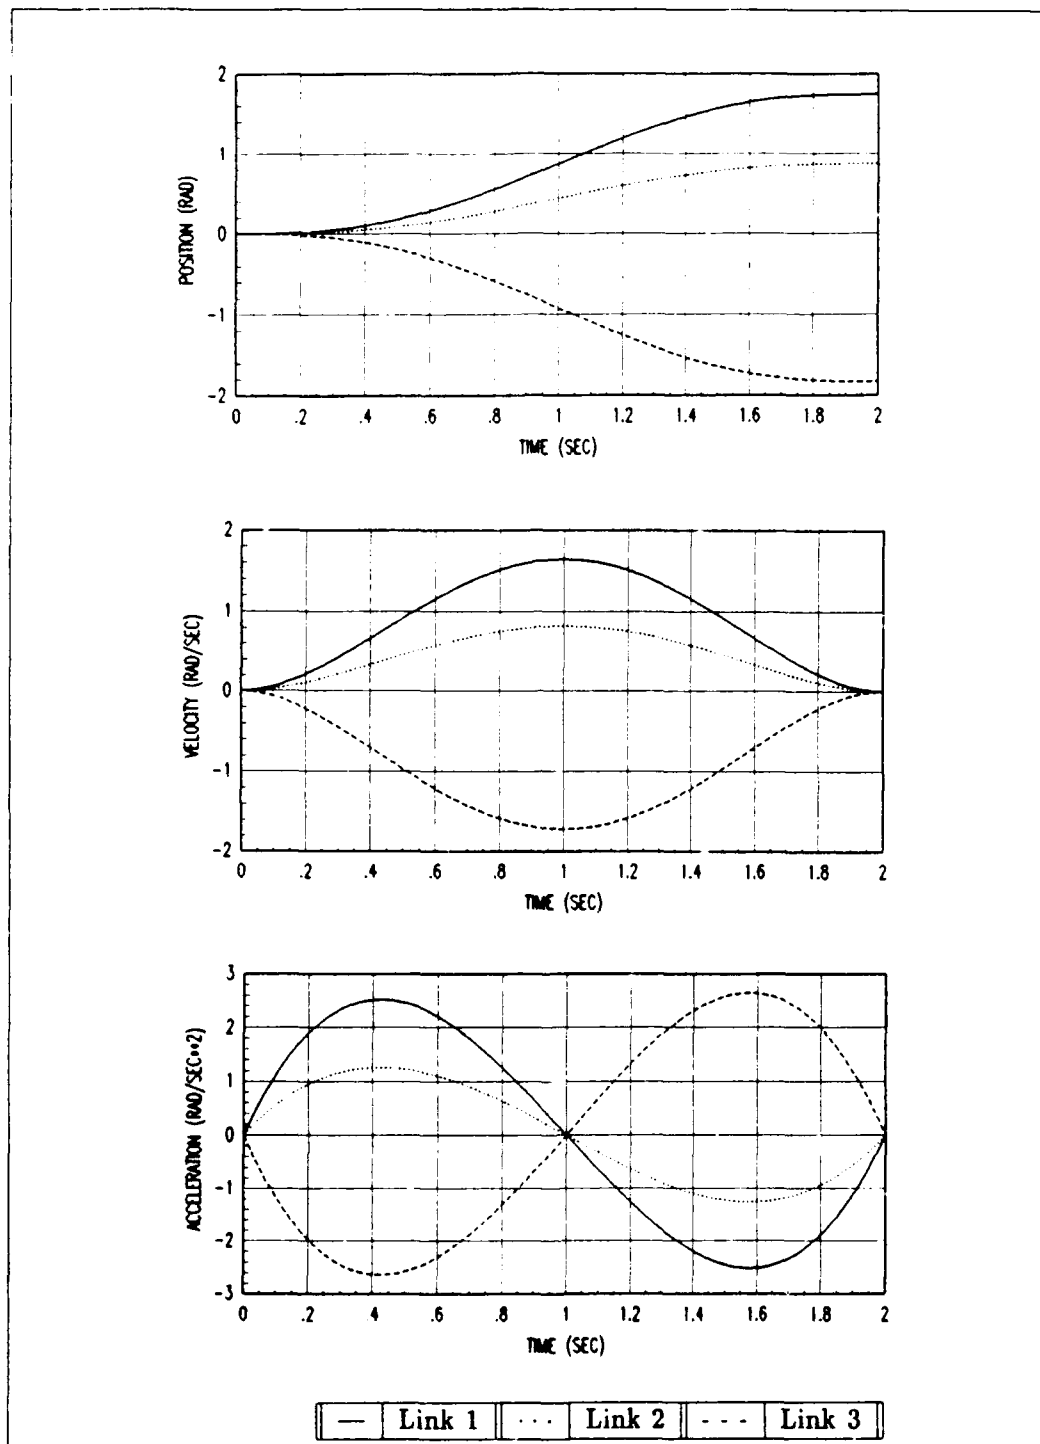 2
1
0
-1
-2
POSITION (RAD)
0 .2 .4 .6 .8 1 1.2 1.4 1.6 1.8 2
TIME (SEC)
2
1
0
-1
-2
VELOCITY (RAD/SEC)
0 .2 .4 .6 .8 1 1.2 1.4 1.6 1.8 2
TIME (SEC)
3
2
1
0
-1
-2
-3
ACCELERATION (RAD/SEC**2)
0 .2 .4 .6 .8 1 1.2 1.4 1.6 1.8 2
TIME (SEC)
Link 1 Link 2 Link 3